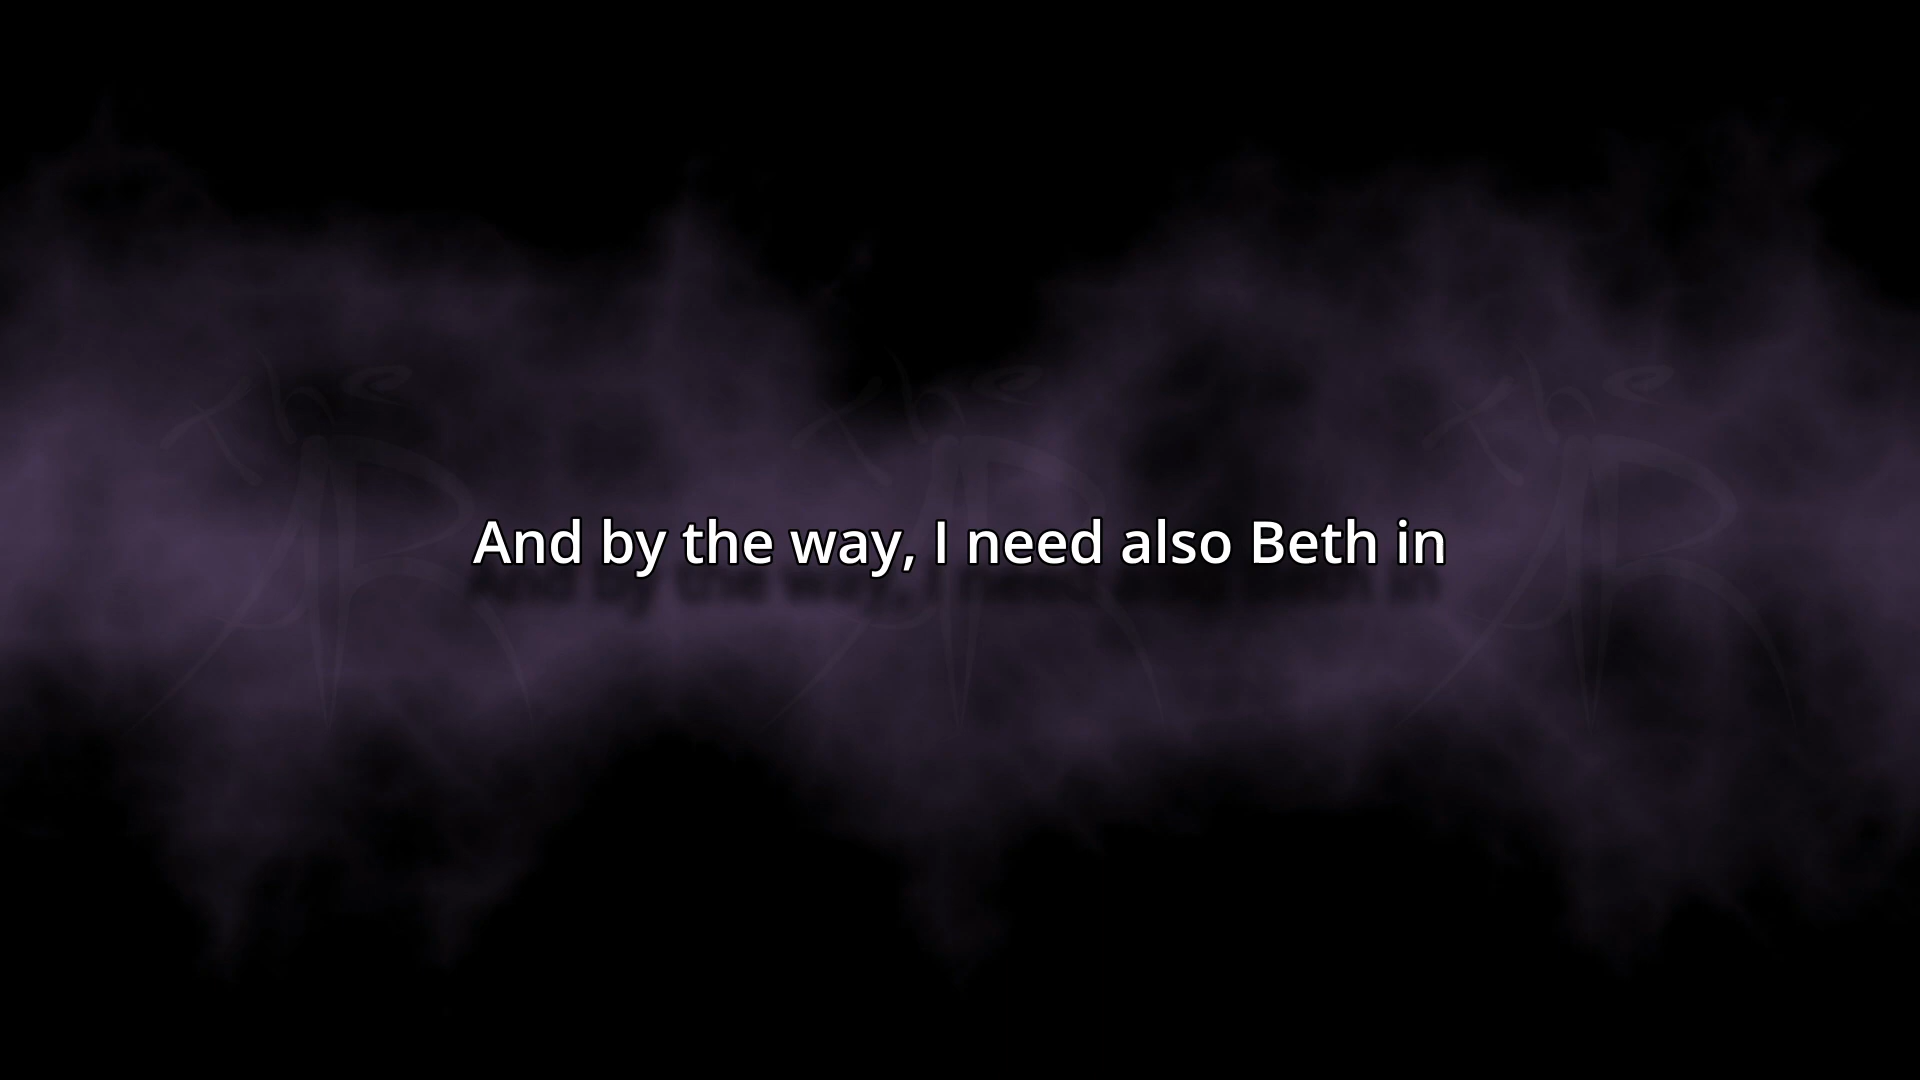 And by the way, I need also Beth in